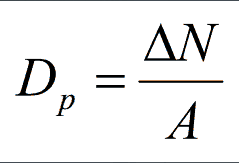 D_p = ΔN / A